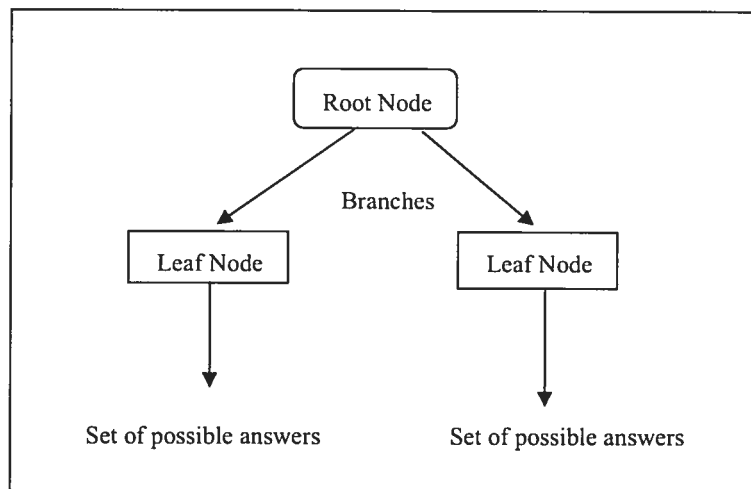 Root Node
Branches
Leaf Node
Leaf Node
Set of possible answers
Set of possible answers